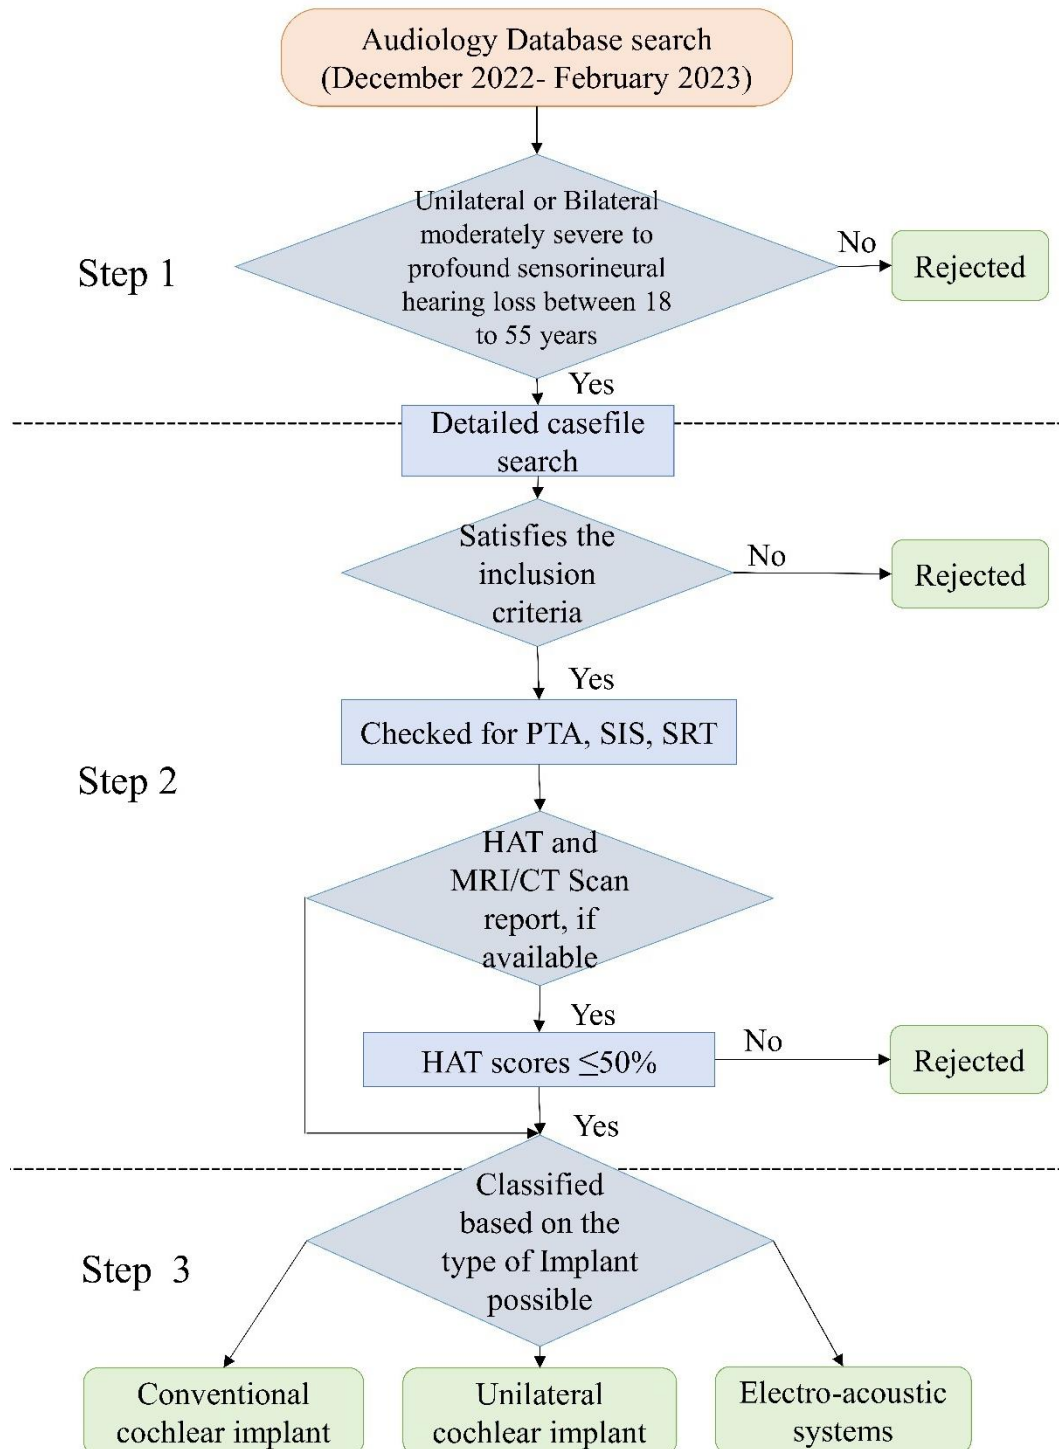 Audiology Database search
(December 2022- February 2023)
Unilateral or Bilateral
moderately severe to
profound sensorineural
hearing loss between 18
to 55 years
No
Rejected
Step 1
Yes
Detailed casefile
search
Satisfies the
inclusion
criteria
No
Rejected
Yes
Checked for PTA, SIS, SRT
Step 2
HAT and
MRI/CT Scan
report, if
available
Yes
HAT scores ≤50%
No
Rejected
Yes
Classified
based on the
type of Implant
possible
Step 3
Conventional
cochlear implant
Unilateral
cochlear implant
Electro-acoustic
systems